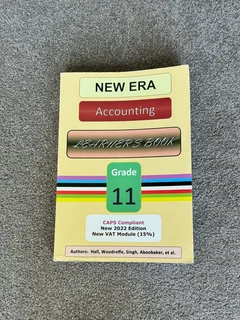 NEW ERA
Accounting
LEARNER'S BOOK
Grade
11
CAPS Compliant
New 2022 Edition
New VAT Module (15%)
Authors: Hall, Woodroffe, Singh, Aboobaker, et al.